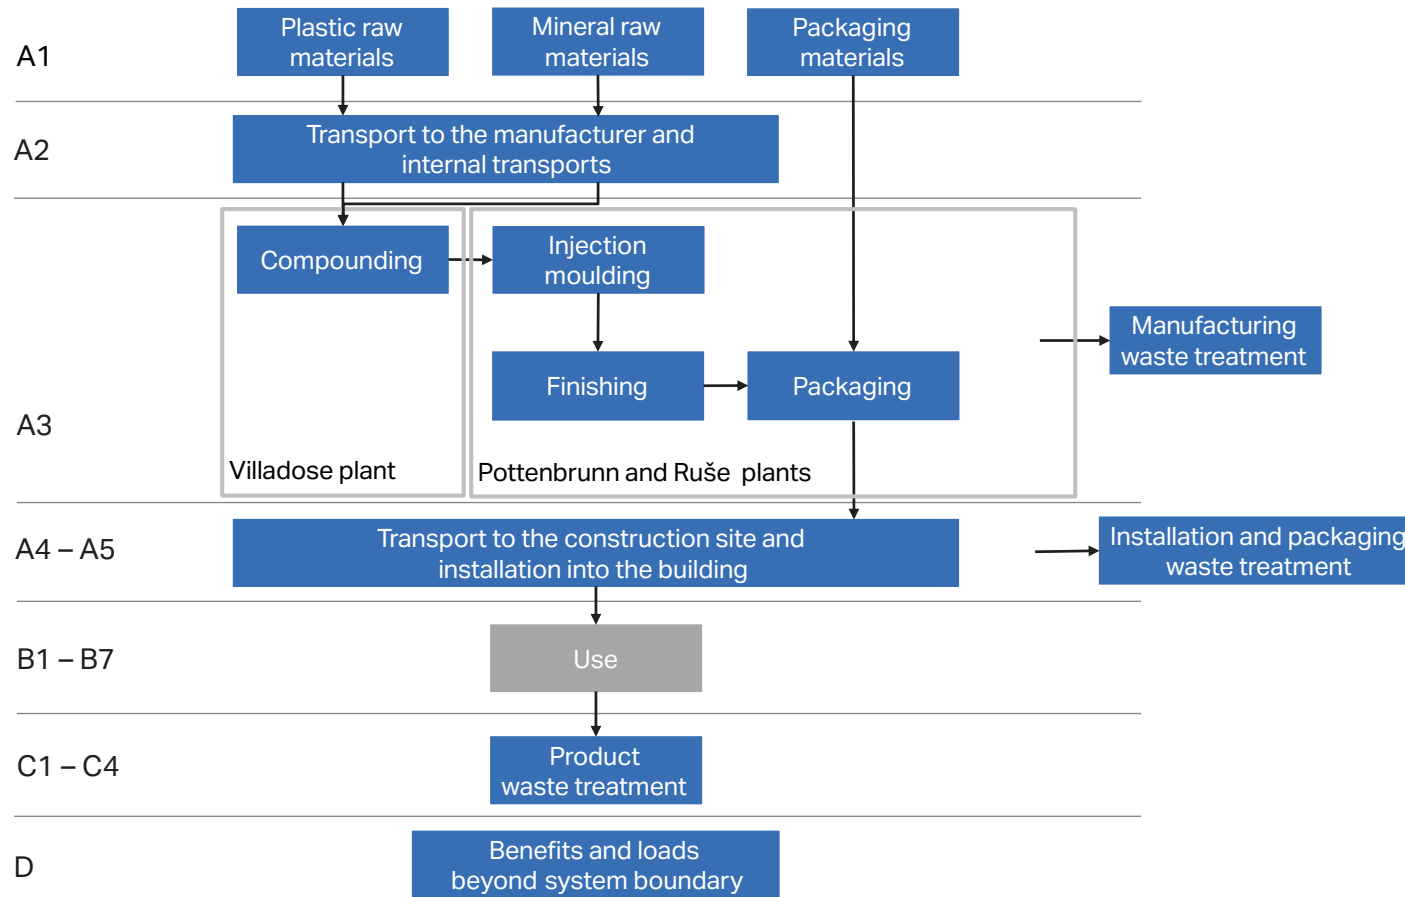 A1
Plastic raw
materials
Mineral raw
materials
Packaging
materials
A2
Transport to the manufacturer and
internal transports
A3
Compounding
Injection
moulding
Finishing
Packaging
Manufacturing
waste treatment
Villadose plant
Pottenbrunn and Ruše plants
A4 – A5
Transport to the construction site and
installation into the building
Installation and packaging
waste treatment
B1 – B7
Use
C1 – C4
Product
waste treatment
D
Benefits and loads
beyond system boundary